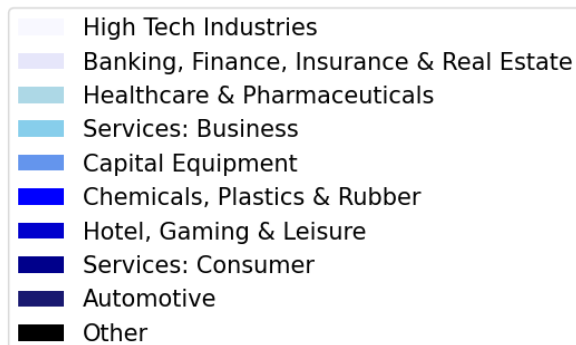 High Tech Industries
Banking, Finance, Insurance & Real Estate
Healthcare & Pharmaceuticals
Services: Business
Capital Equipment
Chemicals, Plastics & Rubber
Hotel, Gaming & Leisure
Services: Consumer
Automotive
Other